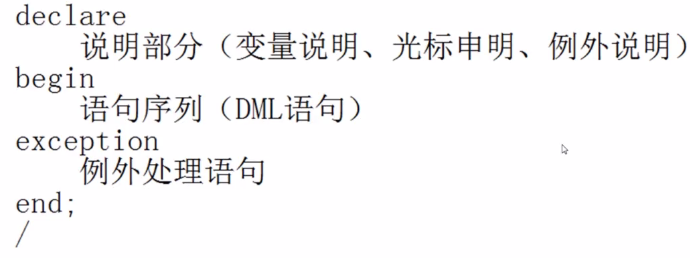 declare
说明部分（变量说明、光标申明、例外说明）
begin
语句序列（DML语句）
exception
例外处理语句
end;
/